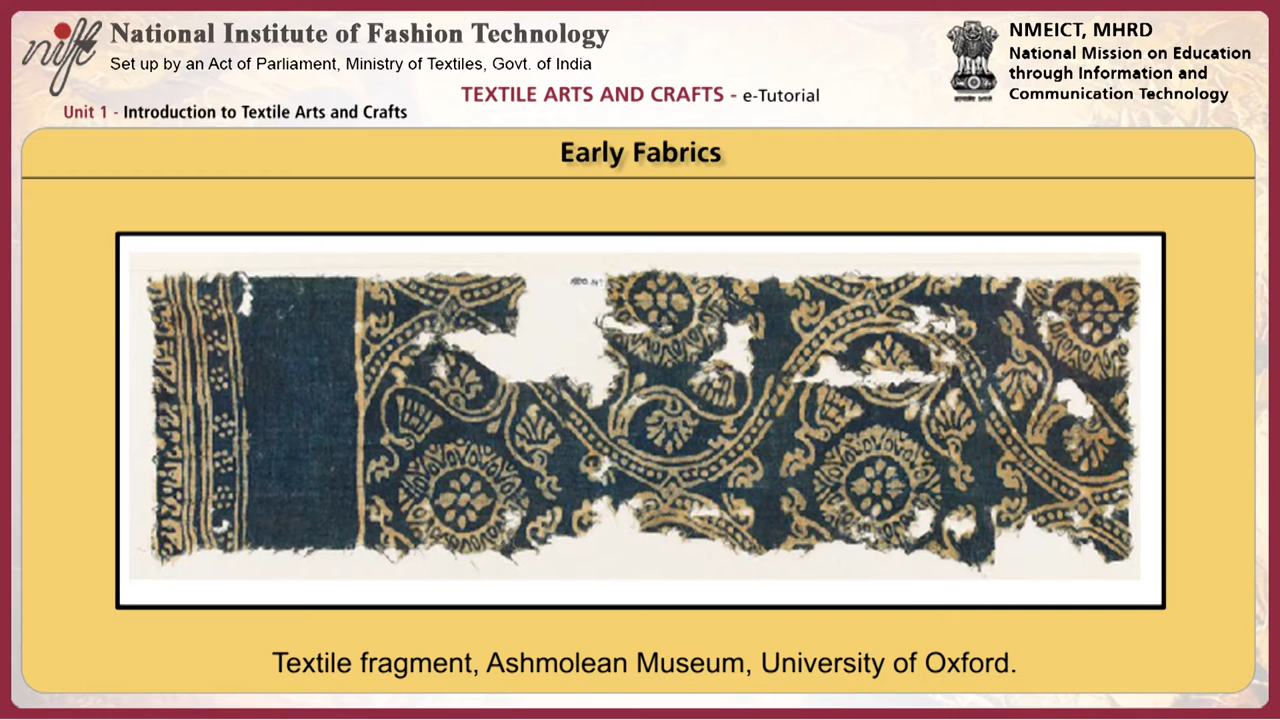 nift
National Institute of Fashion Technology
Set up by an Act of Parliament, Ministry of Textiles, Govt. of India
NMEICT, MHRD
National Mission on Education
through Information and
Communication Technology
TEXTILE ARTS AND CRAFTS - e-Tutorial
Unit 1 - Introduction to Textile Arts and Crafts
Early Fabrics
Textile fragment, Ashmolean Museum, University of Oxford.